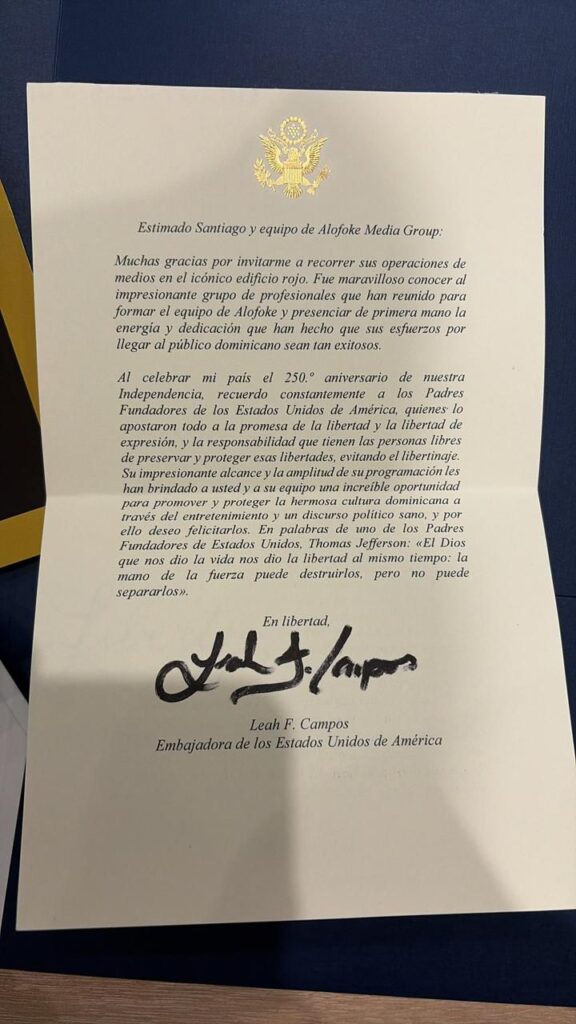 Estimado Santiago y equipo de Alofoke Media Group:
Muchas gracias por invitarme a recorrer sus operaciones de
medios en el icónico edificio rojo. Fue maravilloso conocer al
impresionante grupo de profesionales que han reunido para
formar el equipo de Alofoke y presenciar de primera mano la
energía y dedicación que han hecho que sus esfuerzos por
llegar al público dominicano sean tan exitosos.
Al celebrar mi país el 250.º aniversario de nuestra
Independencia, recuerdo constantemente a los Padres
Fundadores de los Estados Unidos de América, quienes lo
apostaron todo a la promesa de la libertad y la libertad de
expresión, y la responsabilidad que tienen las personas libres
de preservar y proteger esas libertades, evitando el libertinaje.
Su impresionante alcance y la amplitud de su programación les
han brindado a usted y a su equipo una increíble oportunidad
para promover y proteger la hermosa cultura dominicana a
través del entretenimiento y un discurso político sano, y por
ello deseo felicitarlos. En palabras de uno de los Padres
Fundadores de Estados Unidos, Thomas Jefferson: «El Dios
que nos dio la vida nos dio la libertad al mismo tiempo: la
mano de la fuerza puede destruirlos, pero no puede
separarlos».
En libertad,
Leah F. Campos
Leah F. Campos
Embajadora de los Estados Unidos de América